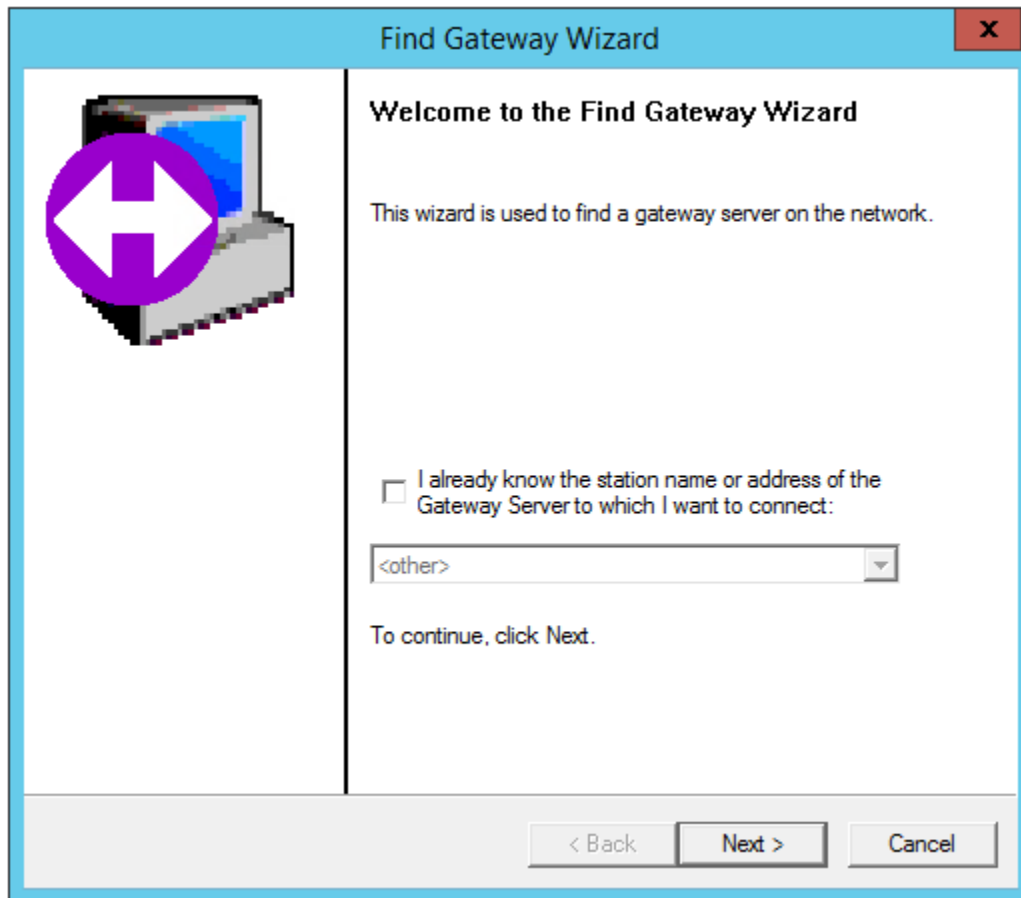 Find Gateway Wizard
x
Welcome to the Find Gateway Wizard
This wizard is used to find a gateway server on the network.
I already know the station name or address of the
Gateway Server to which I want to connect:
<other>
To continue, click Next.
< Back
Next >
Cancel